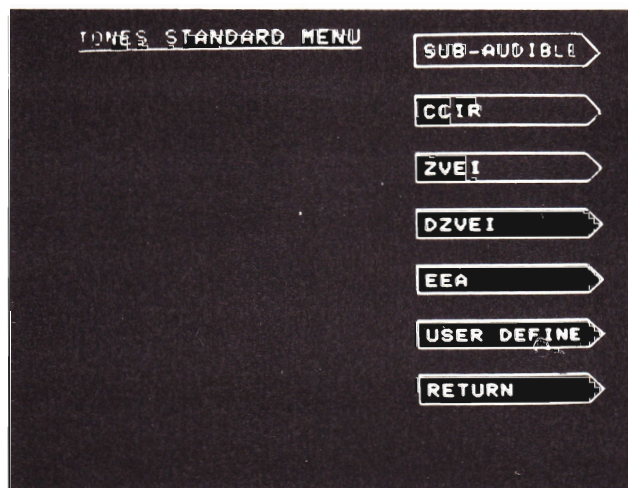 TONES STANDARD MENU
SUB-AUDIBLE
CCIR
ZVEI
DZVEI
EEA
USER DEFINE
RETURN